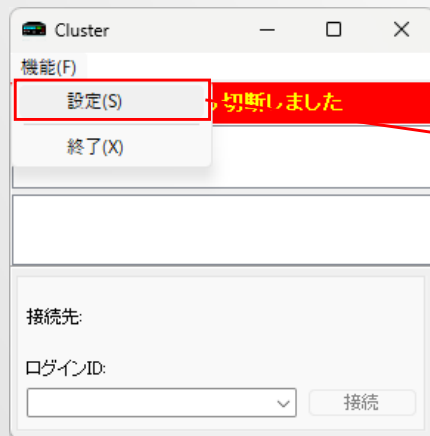 Cluster
機能(F)
設定(S)
切断しました
終了(X)
接続先:
ログインID:
接続